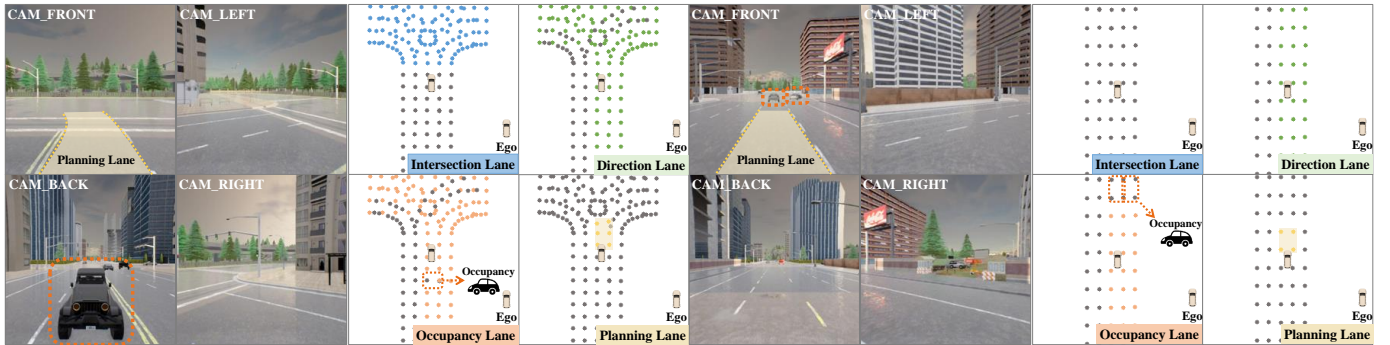 CAM_FRONT
CAM_LEFT
Planning Lane
Ego
Intersection Lane
Ego
Direction Lane
CAM_FRONT
CAM_LEFT
Planning Lane
Ego
Intersection Lane
Ego
Direction Lane
CAM_BACK
CAM_RIGHT
Occupancy
Ego
Occupancy Lane
Ego
Planning Lane
CAM_BACK
CAM_RIGHT
Occupancy
Ego
Occupancy Lane
Ego
Planning Lane